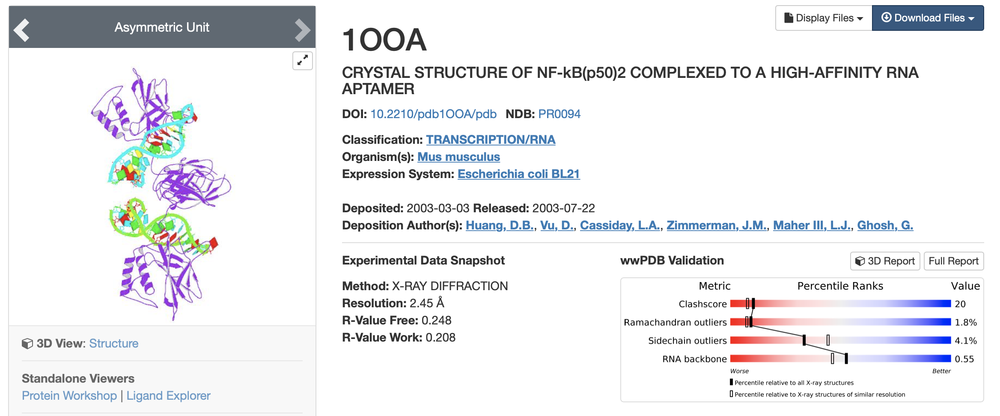 Asymmetric Unit
Display Files
Download Files
1OOA
CRYSTAL STRUCTURE OF NF-kB(p50)2 COMPLEXED TO A HIGH-AFFINITY RNA
APTAMER
DOI: 10.2210/pdb1OOA/pdb NDB: PR0094
Classification: TRANSCRIPTION/RNA
Organism(s): Mus musculus
Expression System: Escherichia coli BL21
Deposited: 2003-03-03 Released: 2003-07-22
Deposition Author(s): Huang, D.B., Vu, D., Cassiday, L.A., Zimmerman, J.M., Maher III, L.J., Ghosh, G.
Experimental Data Snapshot
Method: X-RAY DIFFRACTION
Resolution: 2.45 Å
R-Value Free: 0.248
R-Value Work: 0.208
wwPDB Validation
3D Report
Full Report
Metric Percentile Ranks Value
Clashscore 20
Ramachandran outliers 1.8%
Sidechain outliers 4.1%
RNA backbone 0.55
Worse Better
Percentile relative to all X-ray structures
Percentile relative to X-ray structures of similar resolution
3D View: Structure
Standalone Viewers
Protein Workshop | Ligand Explorer